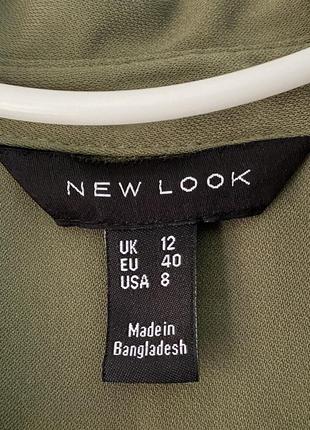 NEW LOOK
UK 12
EU 40
USA 8
Made in
Bangladesh